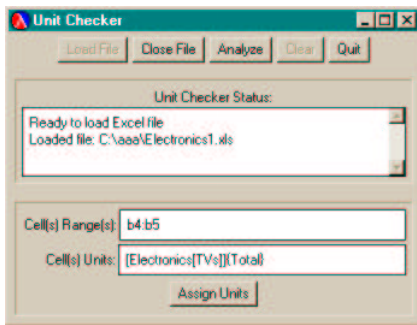 Unit Checker
Load File Close File Analyze Clear Quit
Unit Checker Status:
Ready to load Excel file
Loaded file: C:\aaa\Electronics1.xls
Cell(s) Range(s): b4:b5
Cell(s) Units: [Electronics[TVs]]{Total}
Assign Units